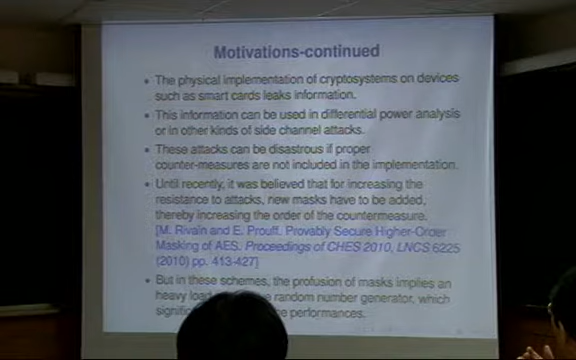 Motivations-continued
• The physical implementation of cryptosystems on devices
such as smart cards leaks information.
• This information can be used in differential power analysis
or in other kinds of side channel attacks.
• These attacks can be disastrous if proper
counter-measures are not included in the implementation.
• Until recently, it was believed that for increasing the
resistance to attacks, new masks have to be added,
thereby increasing the order of the countermeasure.
[M. Rivain and E. Prouff. Provably Secure Higher-Order
Masking of AES. Proceedings of CHES 2010, LNCS 6225
(2010) pp. 413-427]
• But in these schemes, the profusion of masks implies an
heavy random number generator, which
performances.